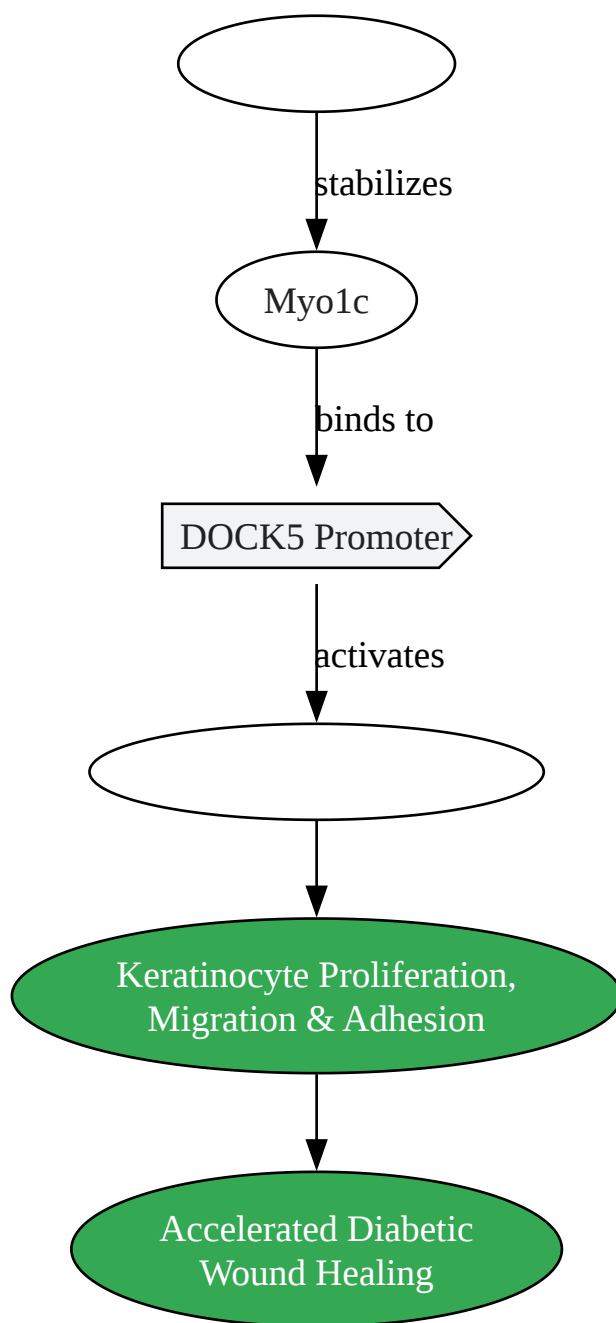 stabilizes
Myo1c
binds to
DOCK5 Promoter
activates
Keratinocyte Proliferation,
Migration & Adhesion
Accelerated Diabetic
Wound Healing